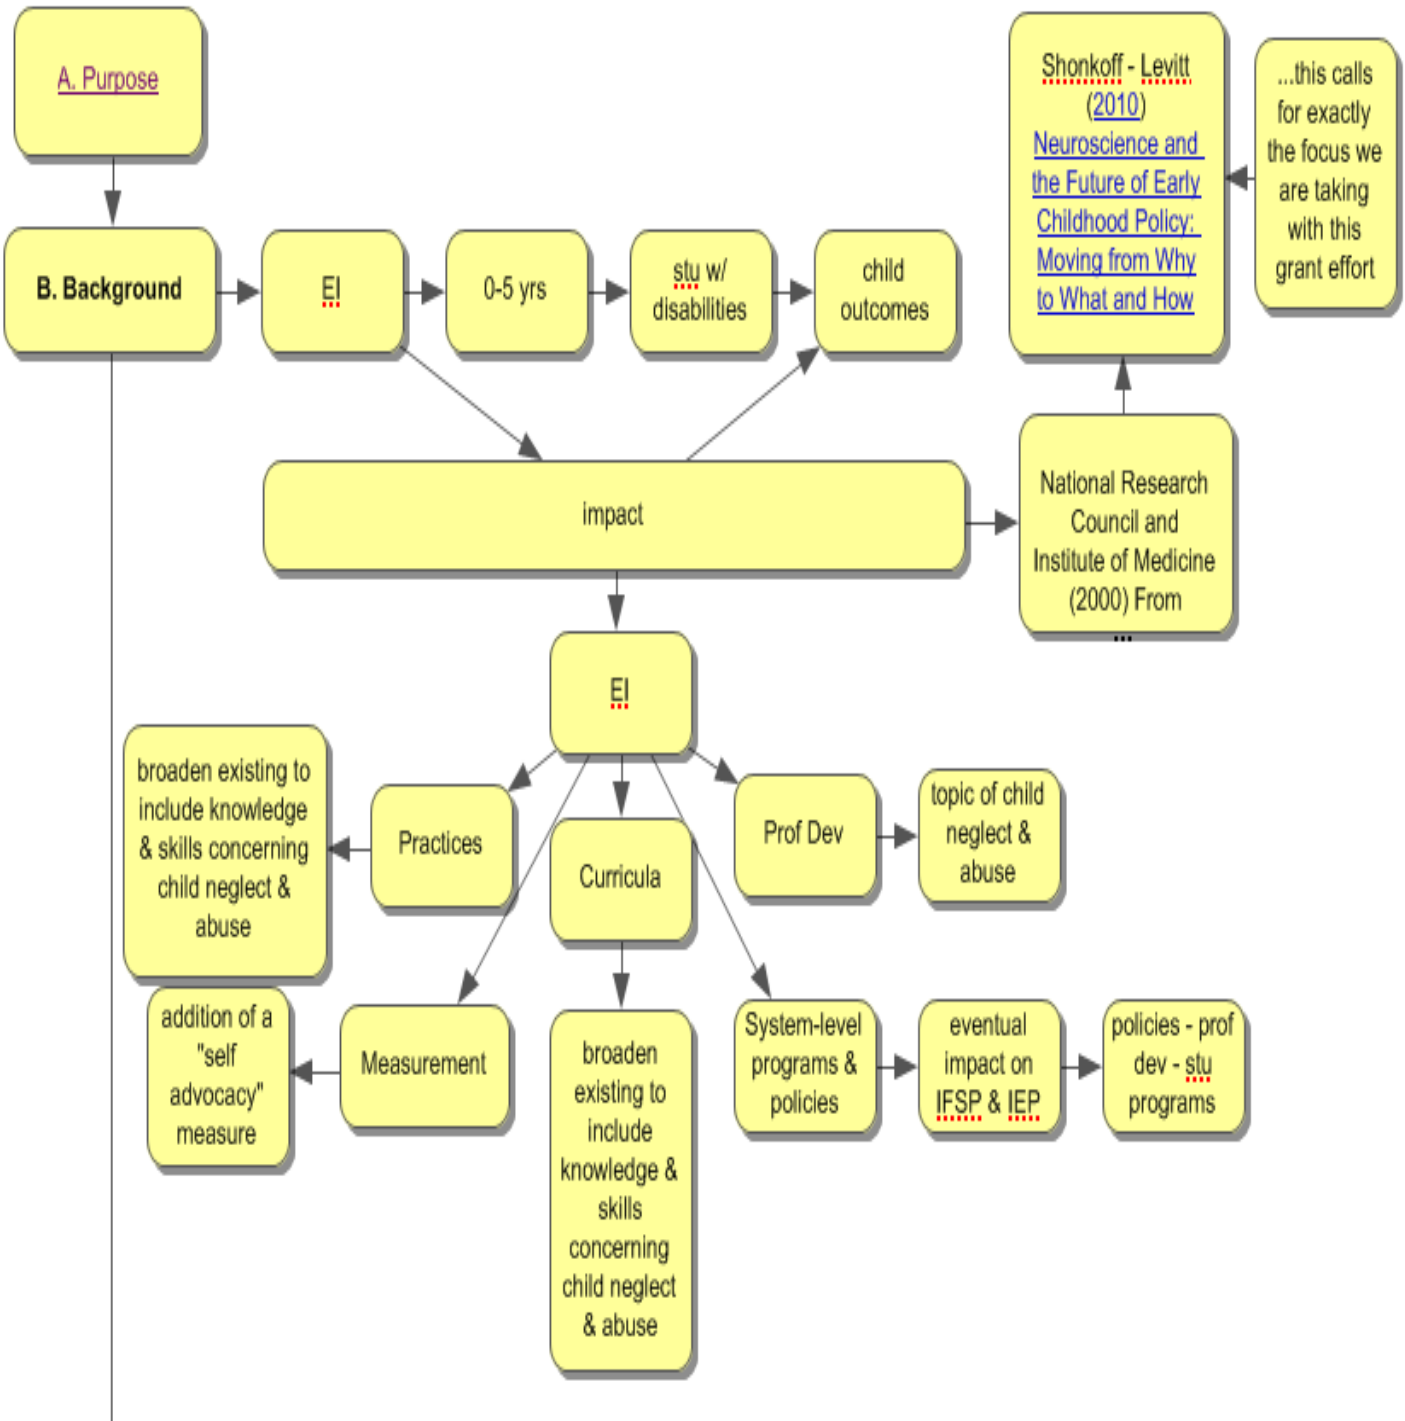 A. Purpose
Shonkoff - Levitt
(2010)
Neuroscience and
the Future of Early
Childhood Policy:
Moving from Why
to What and How
...this calls
for exactly
the focus we
are taking
with this
grant effort
B. Background
EI
0-5 yrs
stu w/
disabilities
child
outcomes
impact
National Research
Council and
Institute of Medicine
(2000) From
...
EI
broaden existing to
include knowledge
& skills concerning
child neglect &
abuse
Practices
Curricula
Prof Dev
topic of child
neglect &
abuse
addition of a
"self
advocacy"
measure
Measurement
broaden
existing to
include
knowledge &
skills
concerning
child neglect
& abuse
System-level
programs &
policies
eventual
impact on
IFSP & IEP
policies - prof
dev - stu
programs